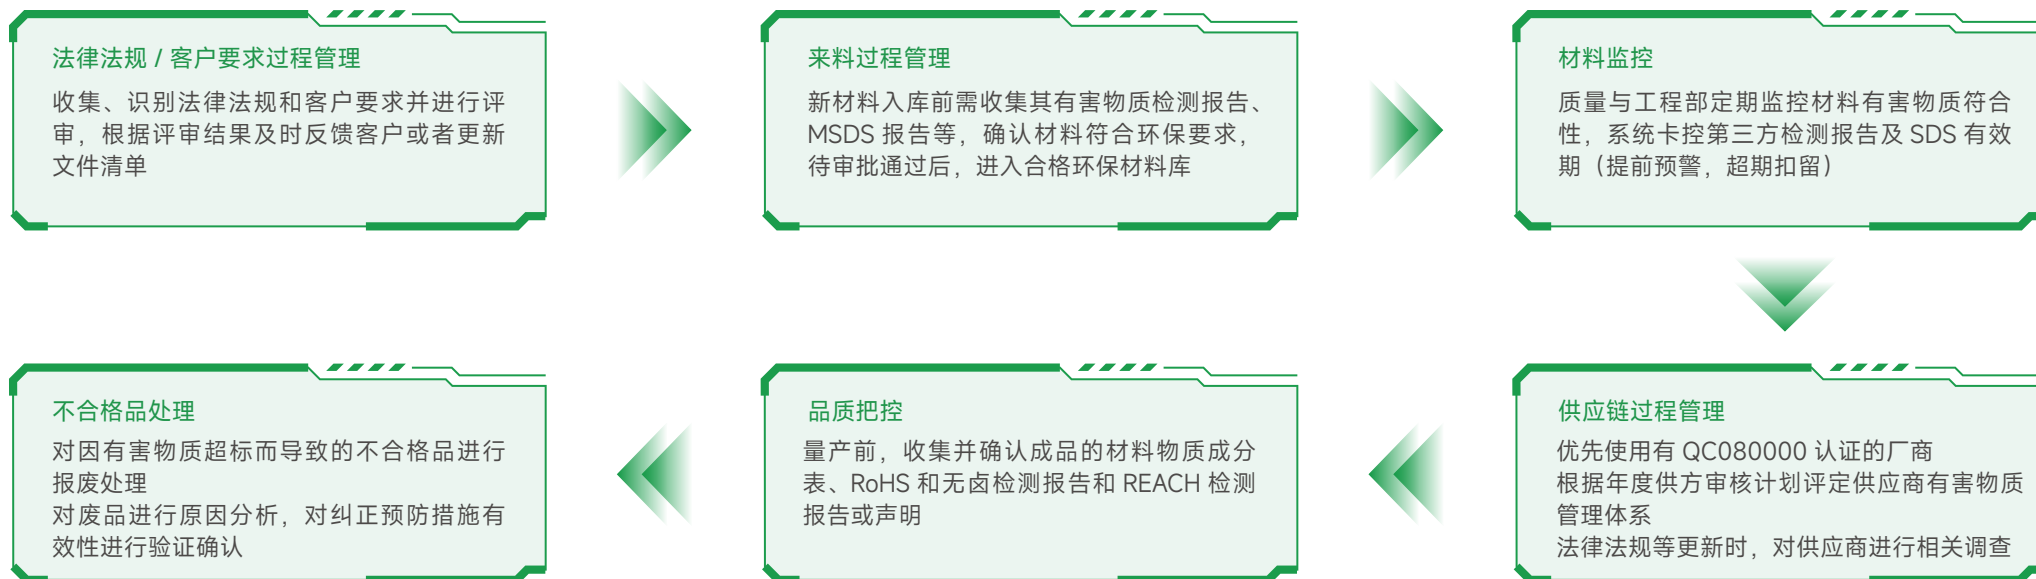 法律法规 / 客户要求过程管理
收集、识别法律法规和客户要求并进行评
审，根据评审结果及时反馈客户或者更新
文件清单
来料过程管理
新材料入库前需收集其有害物质检测报告、
MSDS 报告等，确认材料符合环保要求，
待审批通过后，进入合格环保材料库
材料监控
质量与工程部定期监控材料有害物质符合
性，系统卡控第三方检测报告及 SDS 有效
期（提前预警，超期扣留）
供应链过程管理
优先使用有 QC080000 认证的厂商
根据年度供方审核计划评定供应商有害物质
管理体系
法律法规等更新时，对供应商进行相关调查
品质把控
量产前，收集并确认成品的材料物质成分
表、RoHS 和无卤检测报告和 REACH 检测
报告或声明
不合格品处理
对因有害物质超标而导致的不合格品进行
报废处理
对废品进行原因分析，对纠正预防措施有
效性进行验证确认